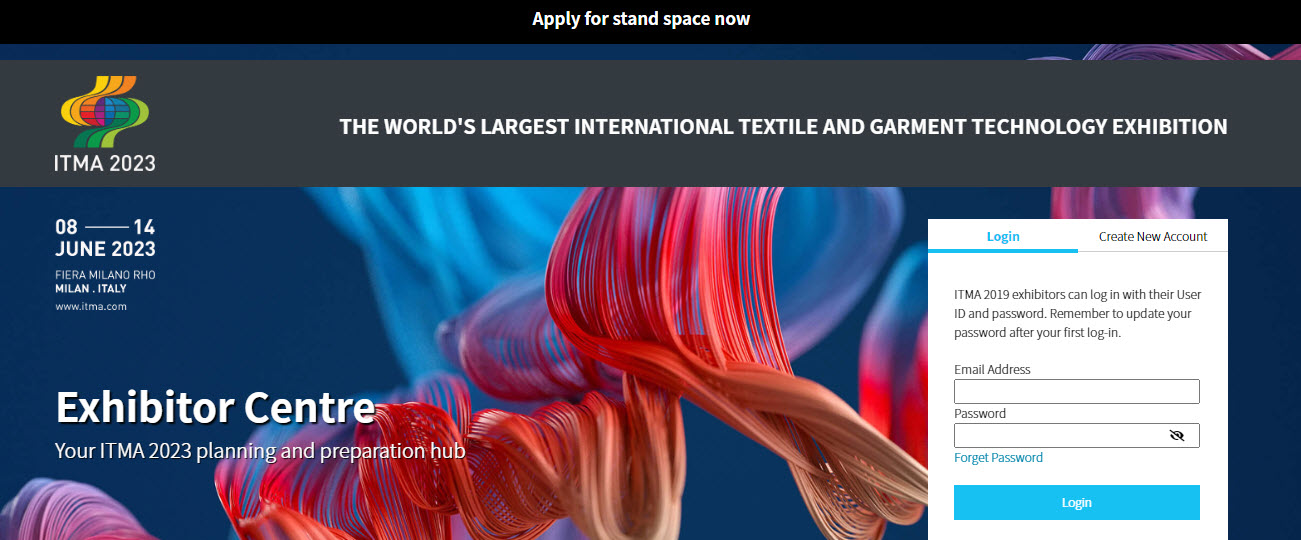 Apply for stand space now
ITMA 2023
THE WORLD'S LARGEST INTERNATIONAL TEXTILE AND GARMENT TECHNOLOGY EXHIBITION
08 — 14
JUNE 2023
FIERA MILANO RHO
MILAN . ITALY
www.itma.com
Exhibitor Centre
Your ITMA 2023 planning and preparation hub
Login
Create New Account
ITMA 2019 exhibitors can log in with their User
ID and password. Remember to update your
password after your first log-in.
Email Address
Password
Forget Password
Login